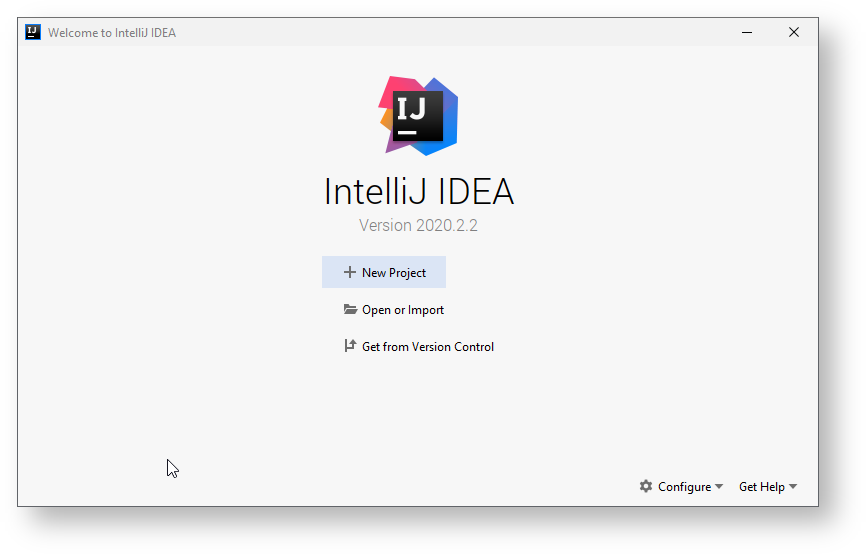 IJ Welcome to IntelliJ IDEA
IJ
IntelliJ IDEA
Version 2020.2.2
New Project
Open or Import
Get from Version Control
Configure Get Help